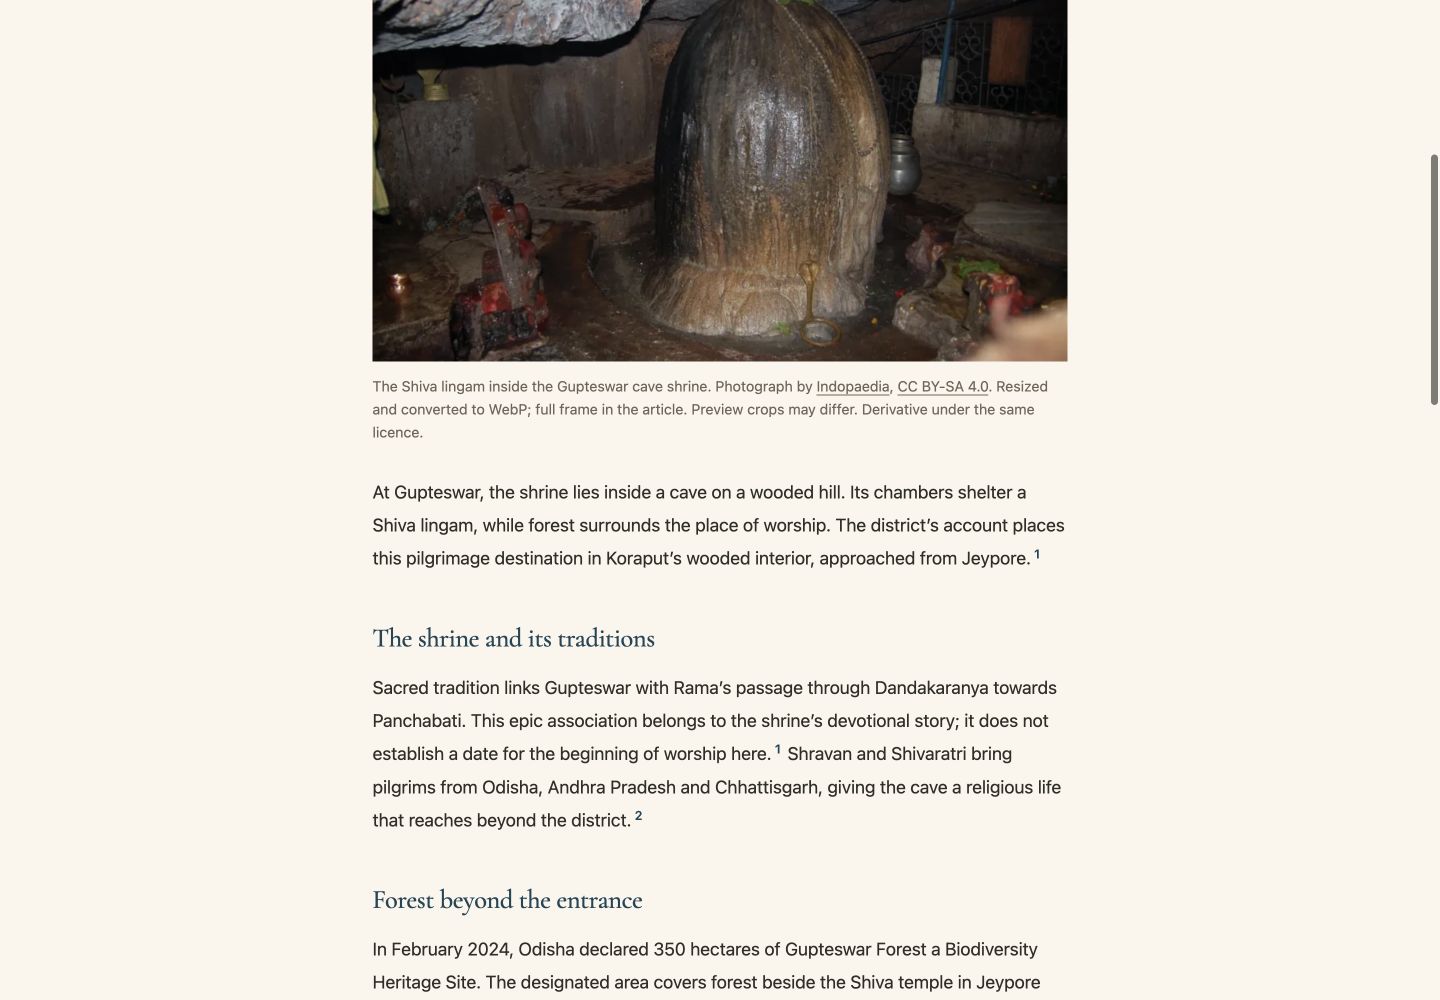 The Shiva lingam inside the Gupteswar cave shrine. Photograph by Indopaedia, CC BY-SA 4.0. Resized
and converted to WebP; full frame in the article. Preview crops may differ. Derivative under the same
licence.
At Gupteswar, the shrine lies inside a cave on a wooded hill. Its chambers shelter a
Shiva lingam, while forest surrounds the place of worship. The district’s account places
this pilgrimage destination in Koraput’s wooded interior, approached from Jeypore. 1
The shrine and its traditions
Sacred tradition links Gupteswar with Rama’s passage through Dandakaranya towards
Panchabati. This epic association belongs to the shrine’s devotional story; it does not
establish a date for the beginning of worship here. 1 Shravan and Shivaratri bring
pilgrims from Odisha, Andhra Pradesh and Chhattisgarh, giving the cave a religious life
that reaches beyond the district. 2
Forest beyond the entrance
In February 2024, Odisha declared 350 hectares of Gupteswar Forest a Biodiversity
Heritage Site. The designated area covers forest beside the Shiva temple in Jeypore